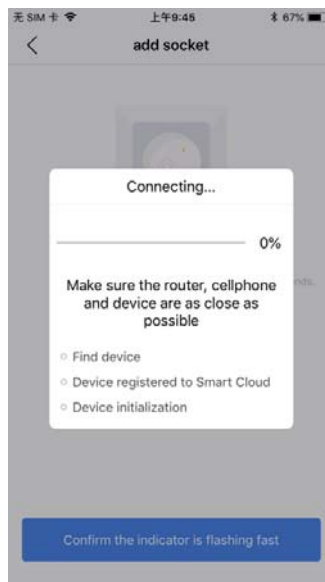 无 SIM 卡 上午9:45 67%
add socket
Connecting...
0%
Make sure the router, cellphone
and device are as close as
possible
nds.
Find device
Device registered to Smart Cloud
Device initialization
Confirm the indicator is flashing fast